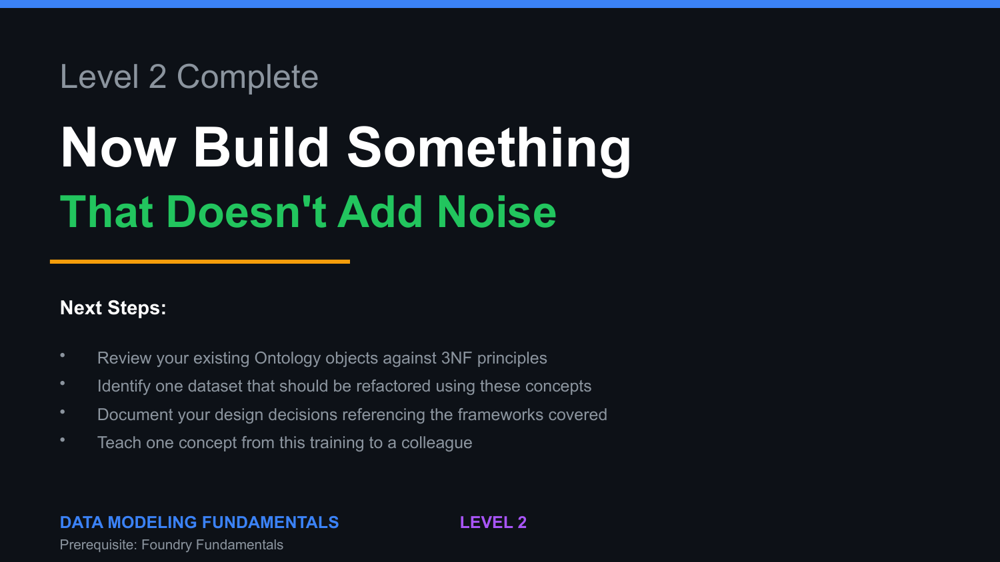 Level 2 Complete
Now Build Something
That Doesn't Add Noise
Next Steps:
• Review your existing Ontology objects against 3NF principles
• Identify one dataset that should be refactored using these concepts
• Document your design decisions referencing the frameworks covered
• Teach one concept from this training to a colleague
DATA MODELING FUNDAMENTALS
LEVEL 2
Prerequisite: Foundry Fundamentals